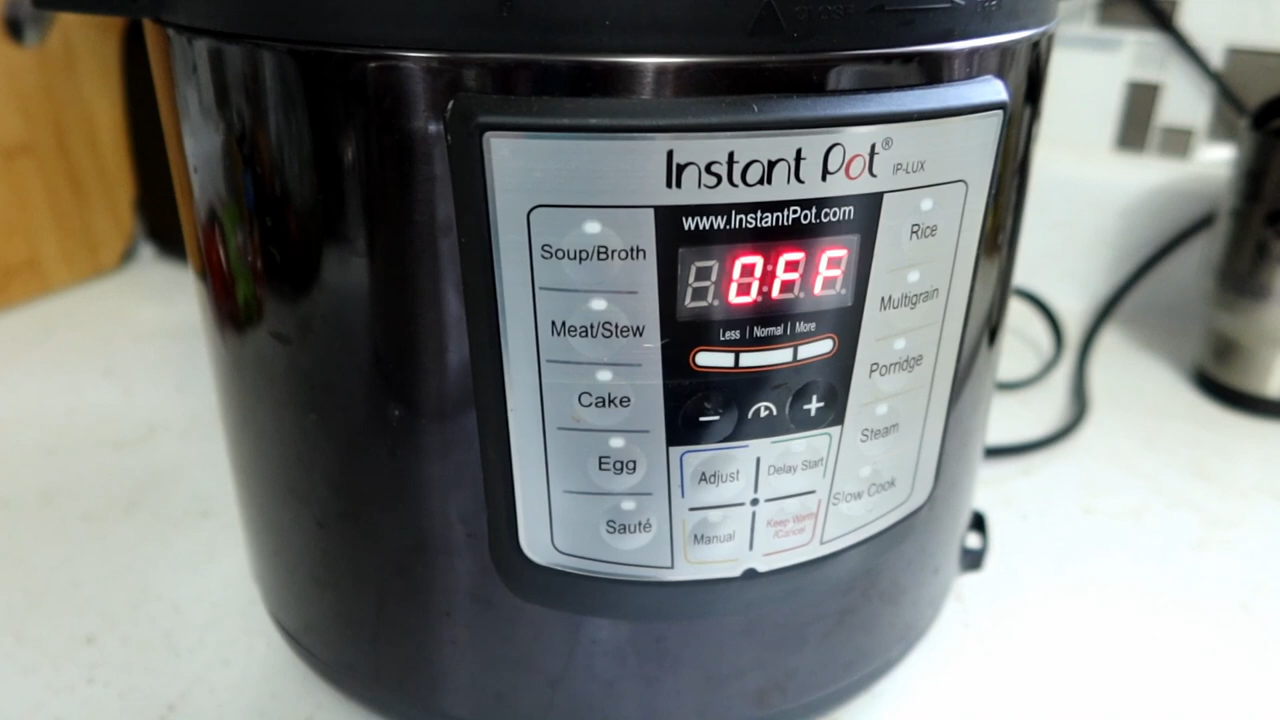 Instant Pot® IP-LUX
www.InstantPot.com
OFF
Less | Normal | More
Soup/Broth
Meat/Stew
Cake
Egg
Sauté
− +
Adjust
Delay Start
Manual
Keep Warm
/Cancel
Rice
Multigrain
Porridge
Steam
Slow Cook